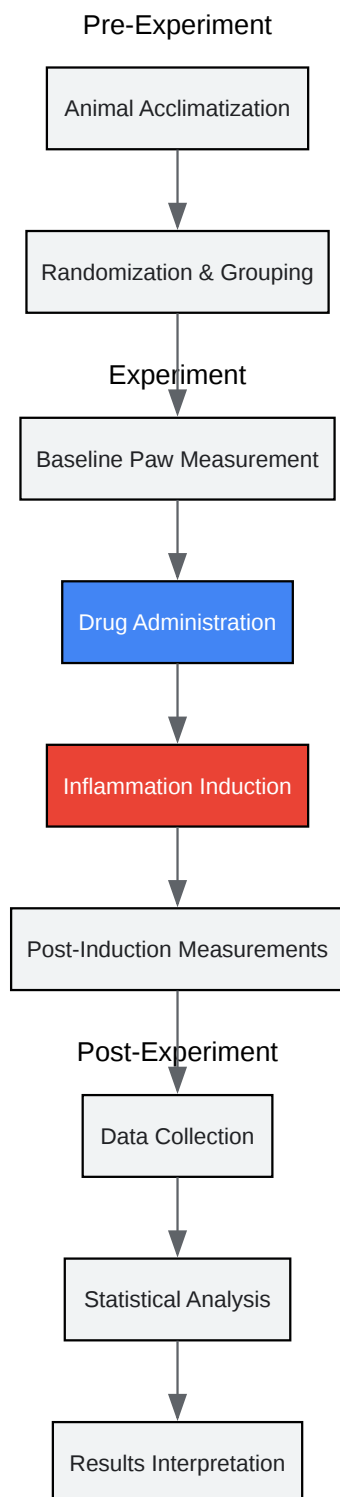 Pre-Experiment
Animal Acclimatization
Randomization & Grouping
Experiment
Baseline Paw Measurement
Drug Administration
Inflammation Induction
Post-Induction Measurements
Post-Experiment
Data Collection
Statistical Analysis
Results Interpretation